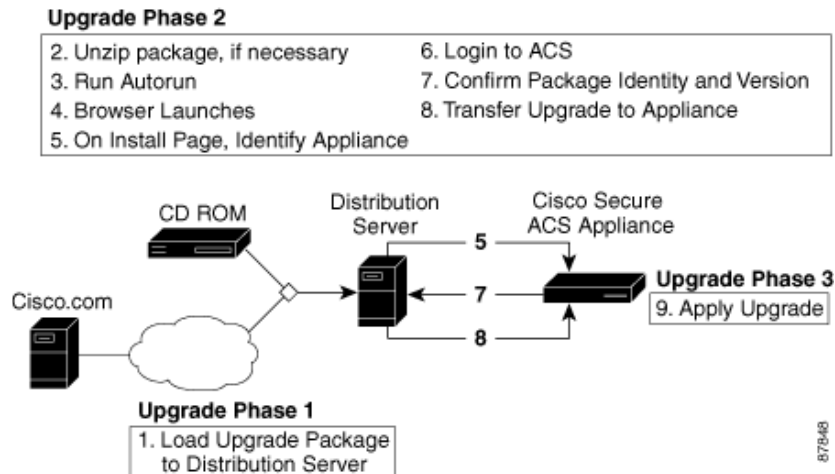 Upgrade Phase 2
2. Unzip package, if necessary
3. Run Autorun
4. Browser Launches
5. On Install Page, Identify Appliance
6. Login to ACS
7. Confirm Package Identity and Version
8. Transfer Upgrade to Appliance
CD ROM
Distribution
Server
Cisco Secure
ACS Appliance
5
7
8
Upgrade Phase 3
9. Apply Upgrade
Cisco.com
Upgrade Phase 1
1. Load Upgrade Package
to Distribution Server
87848